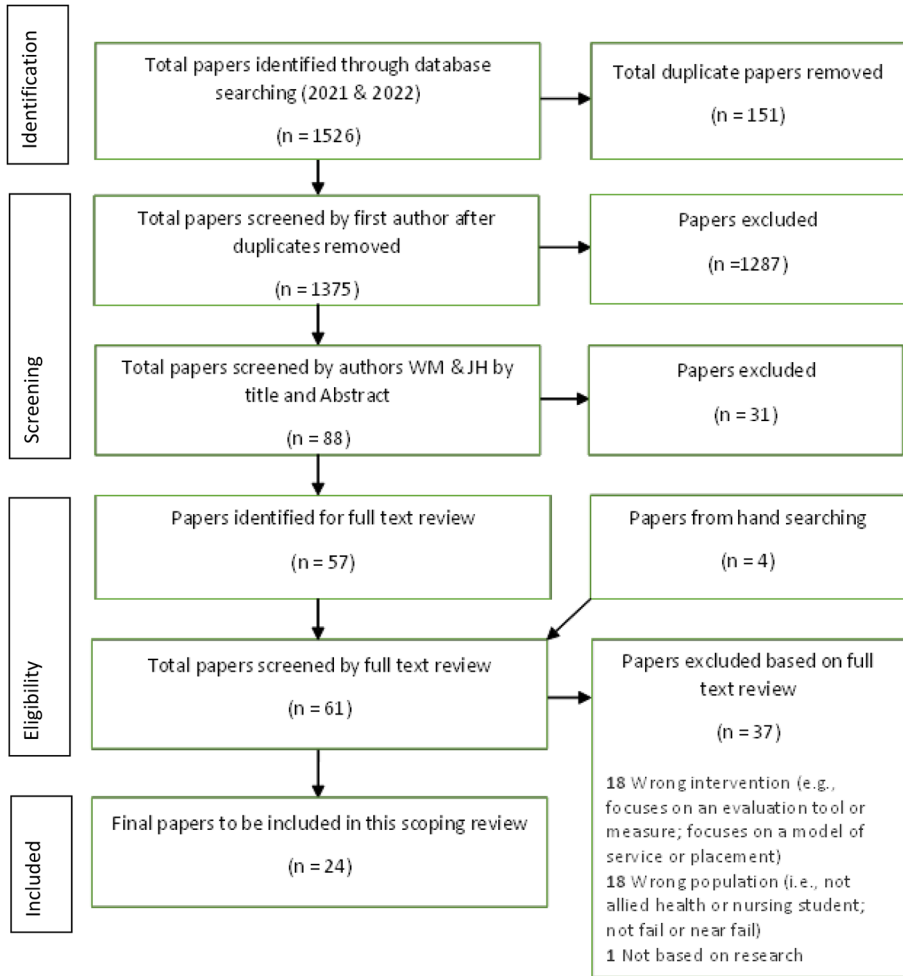 Identification
Total papers identified through database
searching (2021 & 2022)
(n = 1526)
Total duplicate papers removed
(n = 151)
Screening
Total papers screened by first author after
duplicates removed
(n = 1375)
Papers excluded
(n =1287)
Total papers screened by authors WM & JH by
title and Abstract
(n = 88)
Papers excluded
(n = 31)
Eligibility
Papers identified for full text review
(n = 57)
Papers from hand searching
(n = 4)
Total papers screened by full text review
(n = 61)
Papers excluded based on full
text review
(n = 37)
18 Wrong intervention (e.g.,
focuses on an evaluation tool or
measure; focuses on a model of
service or placement)
18 Wrong population (i.e., not
allied health or nursing student;
not fail or near fail)
1 Not based on research
Included
Final papers to be included in this scoping review
(n = 24)